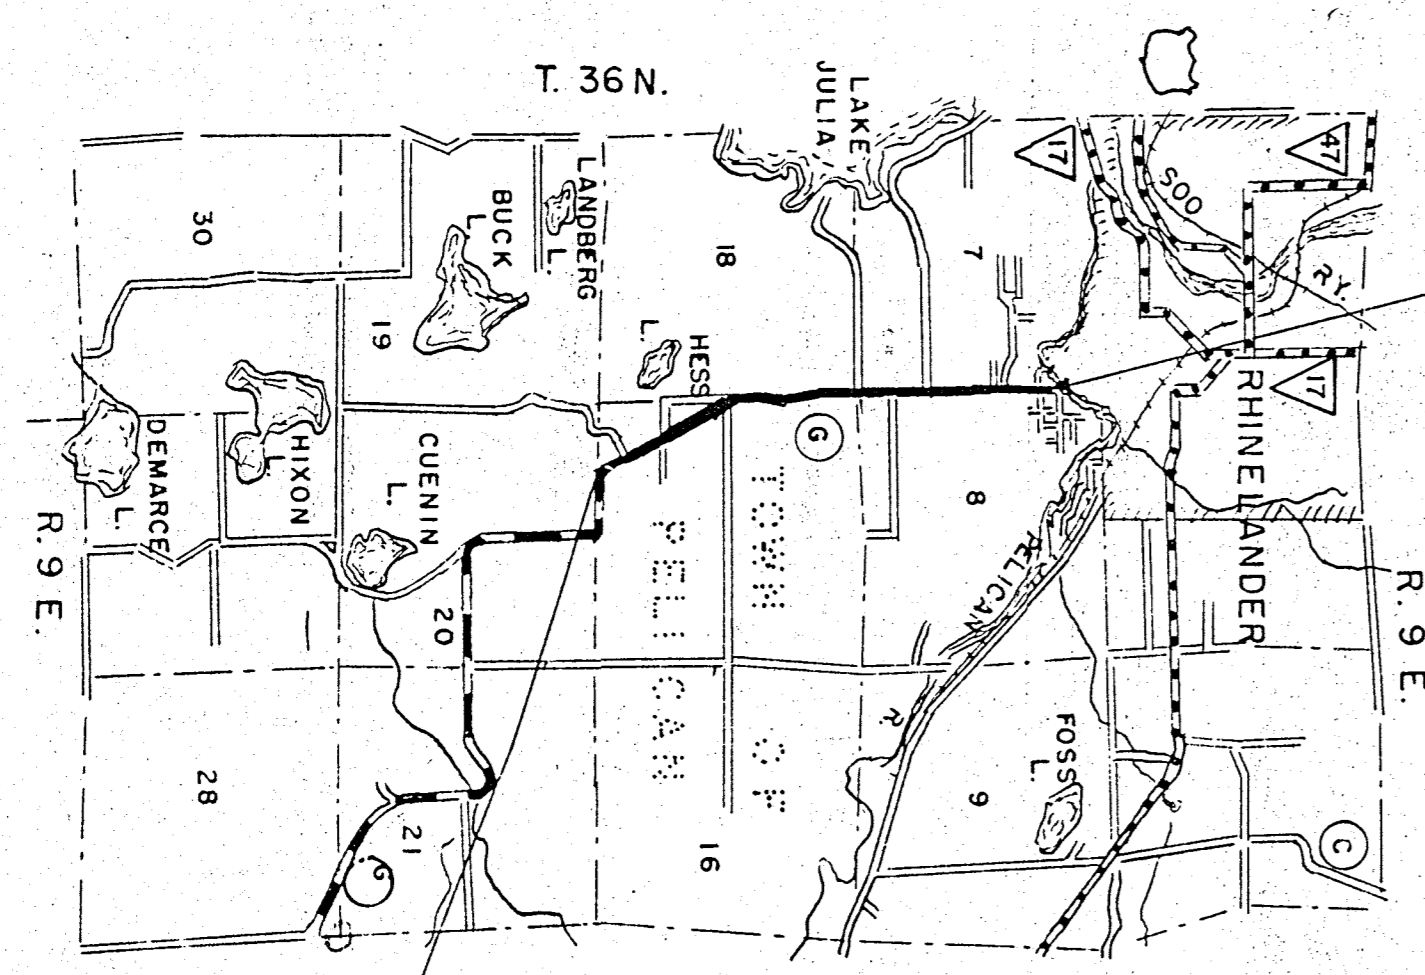 T. 36 N.
LAKE
JULIA
17
47
SOO
RY.
30
BUCK
L.
LANDBERG
L.
18
7
19
HESS
L.
17
RHINELANDER
DEMARCE
L.
HIXON
L.
CUENIN
L.
G
TOWN OF
PELICAN
8
PELICAN
R.
R. 9 E.
R. 9 E.
20
28
21
G
16
9
FOSS
L.
C